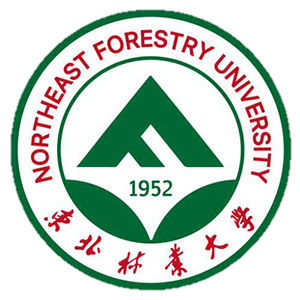 NORTHEAST FORESTRY UNIVERSITY
1952
东北林业大学